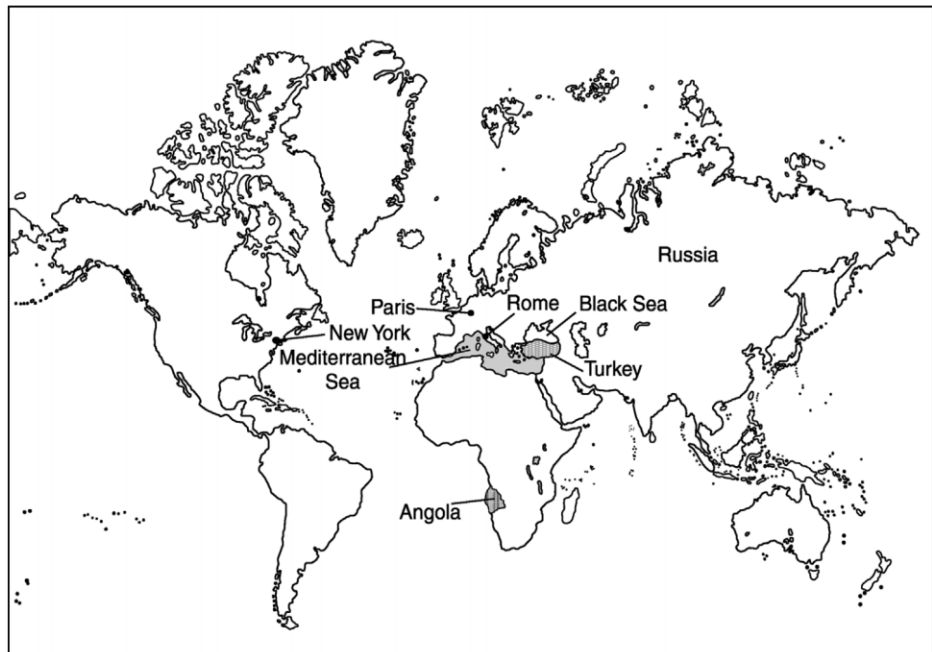 Russia
Paris
Rome
Black Sea
New York
Mediterranean
Sea
Turkey
Angola